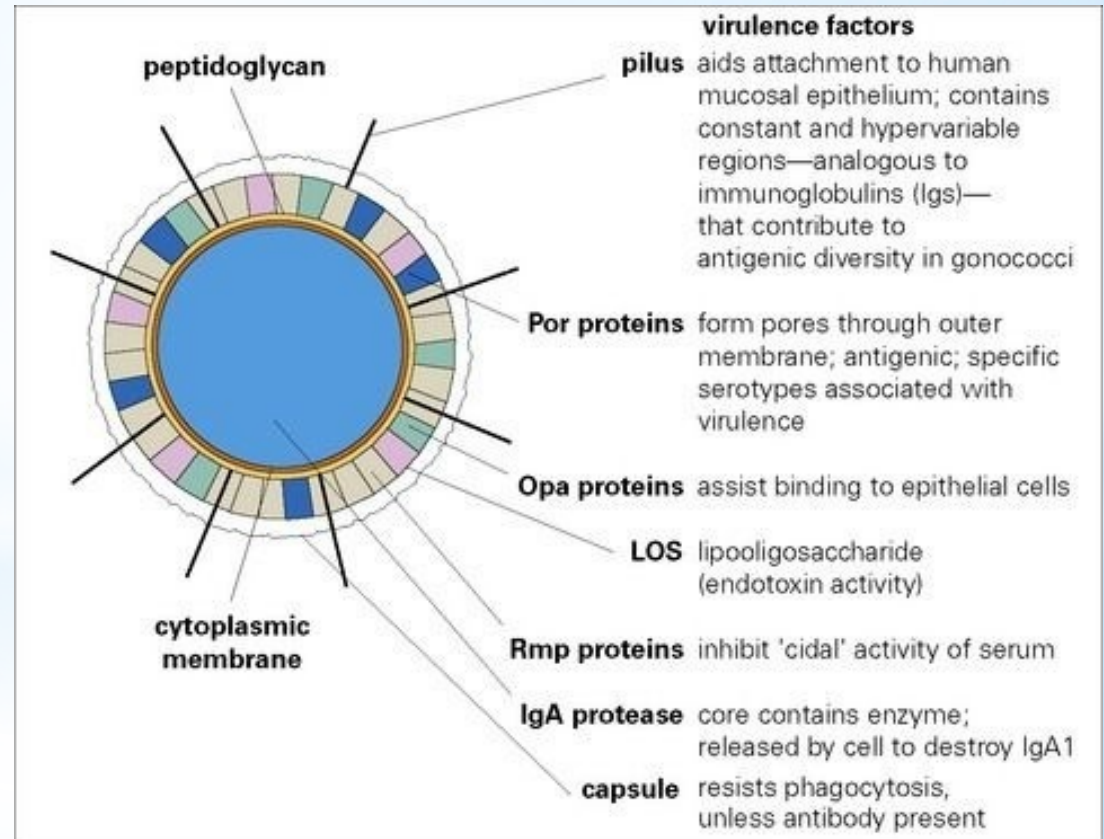 virulence factors
peptidoglycan
pilus aids attachment to human
mucosal epithelium; contains
constant and hypervariable
regions—analogous to
immunoglobulins (Igs)—
that contribute to
antigenic diversity in gonococci
Por proteins form pores through outer
membrane; antigenic; specific
serotypes associated with
virulence
Opa proteins assist binding to epithelial cells
LOS lipooligosaccharide
(endotoxin activity)
cytoplasmic
membrane
Rmp proteins inhibit 'cidal' activity of serum
IgA protease core contains enzyme;
released by cell to destroy IgA1
capsule resists phagocytosis,
unless antibody present